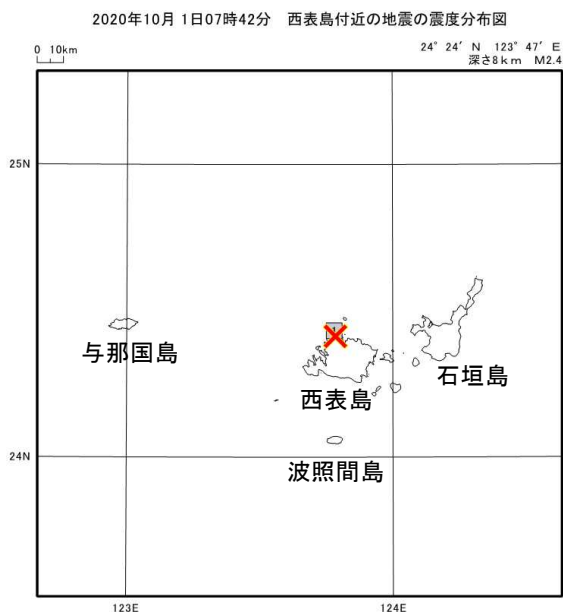 2020年10月 1日07時42分 西表島付近の地震の震度分布図
0 10km
24° 24′ N 123° 47′ E
深さ8km M2.4
25N
1
与那国島
石垣島
西表島
24N
波照間島
123E 124E